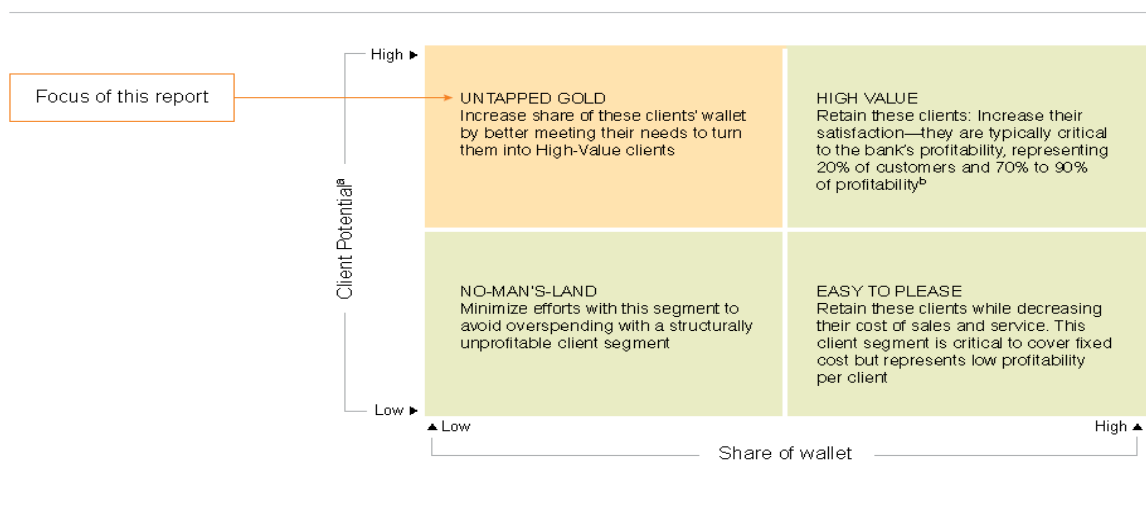 High ▶
Focus of this report
UNTAPPED GOLD
Increase share of these clients' wallet
by better meeting their needs to turn
them into High-Value clients
HIGH VALUE
Retain these clients: Increase their
satisfaction—they are typically critical
to the bank's profitability, representing
20% of customers and 70% to 90%
of profitabilityᵇ
Client Potentialᵃ
NO-MAN'S-LAND
Minimize efforts with this segment to
avoid overspending with a structurally
unprofitable client segment
EASY TO PLEASE
Retain these clients while decreasing
their cost of sales and service. This
client segment is critical to cover fixed
cost but represents low profitability
per client
Low ▶
▲ Low
High ▲
Share of wallet